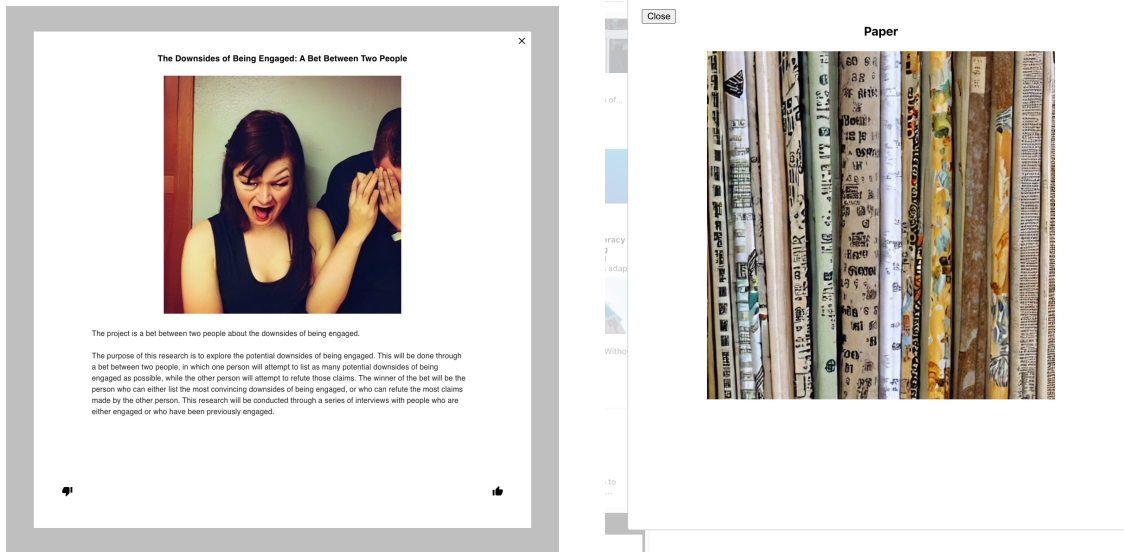 The Downsides of Being Engaged: A Bet Between Two People
The project is a bet between two people about the downsides of being engaged.
The purpose of this research is to explore the potential downsides of being engaged. This will be done through
a bet between two people, in which one person will attempt to list as many potential downsides of being
engaged as possible, while the other person will attempt to refute those claims. The winner of the bet will be the
person who can either list the most convincing downsides of being engaged, or who can refute the most claims
made by the other person. This research will be conducted through a series of interviews with people who are
either engaged or who have been previously engaged.
Close
Paper
of...
adap
to
...